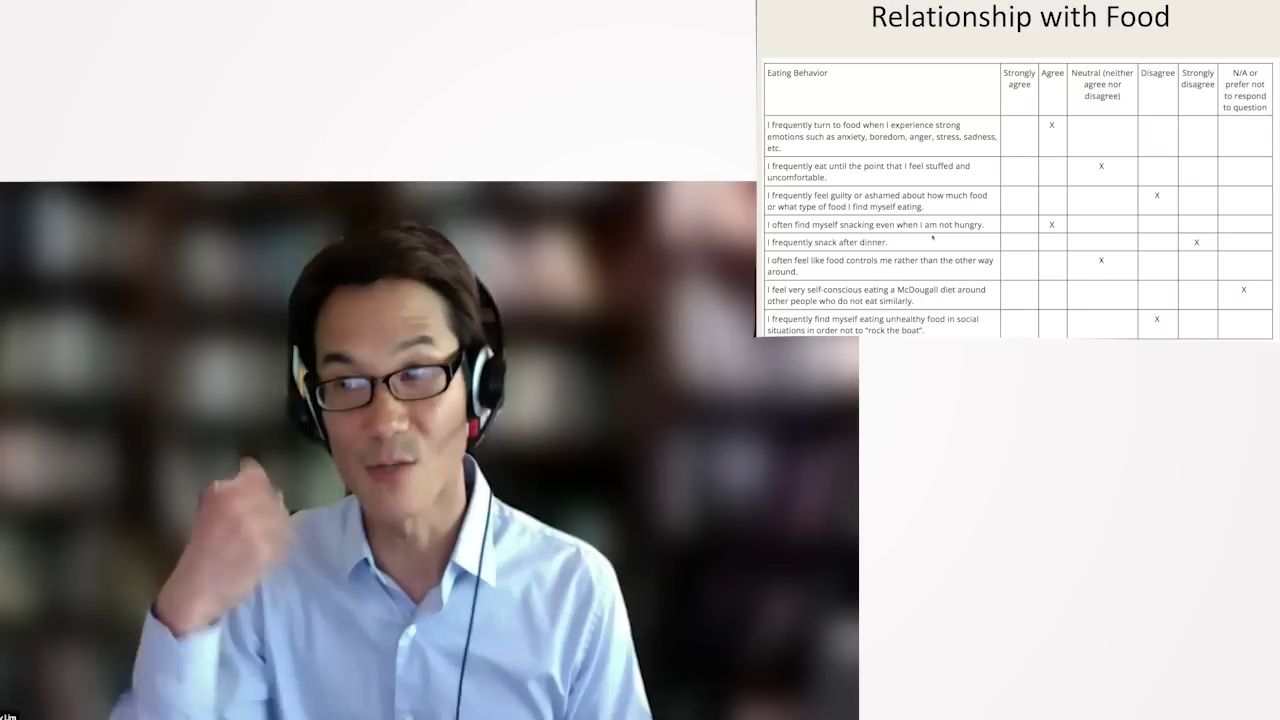 Relationship with Food
Eating Behavior
Strongly
agree
Agree
Neutral (neither
agree nor
disagree)
Disagree
Strongly
disagree
N/A or
prefer not
to respond
to question
I frequently turn to food when I experience strong
emotions such as anxiety, boredom, anger, stress, sadness,
etc.
X
I frequently eat until the point that I feel stuffed and
uncomfortable.
X
I frequently feel guilty or ashamed about how much food
or what type of food I find myself eating.
X
I often find myself snacking even when I am not hungry.
X
I frequently snack after dinner.
X
I often feel like food controls me rather than the other way
around.
X
I feel very self-conscious eating a McDougall diet around
other people who do not eat similarly.
X
I frequently find myself eating unhealthy food in social
situations in order not to “rock the boat”.
X
Lim